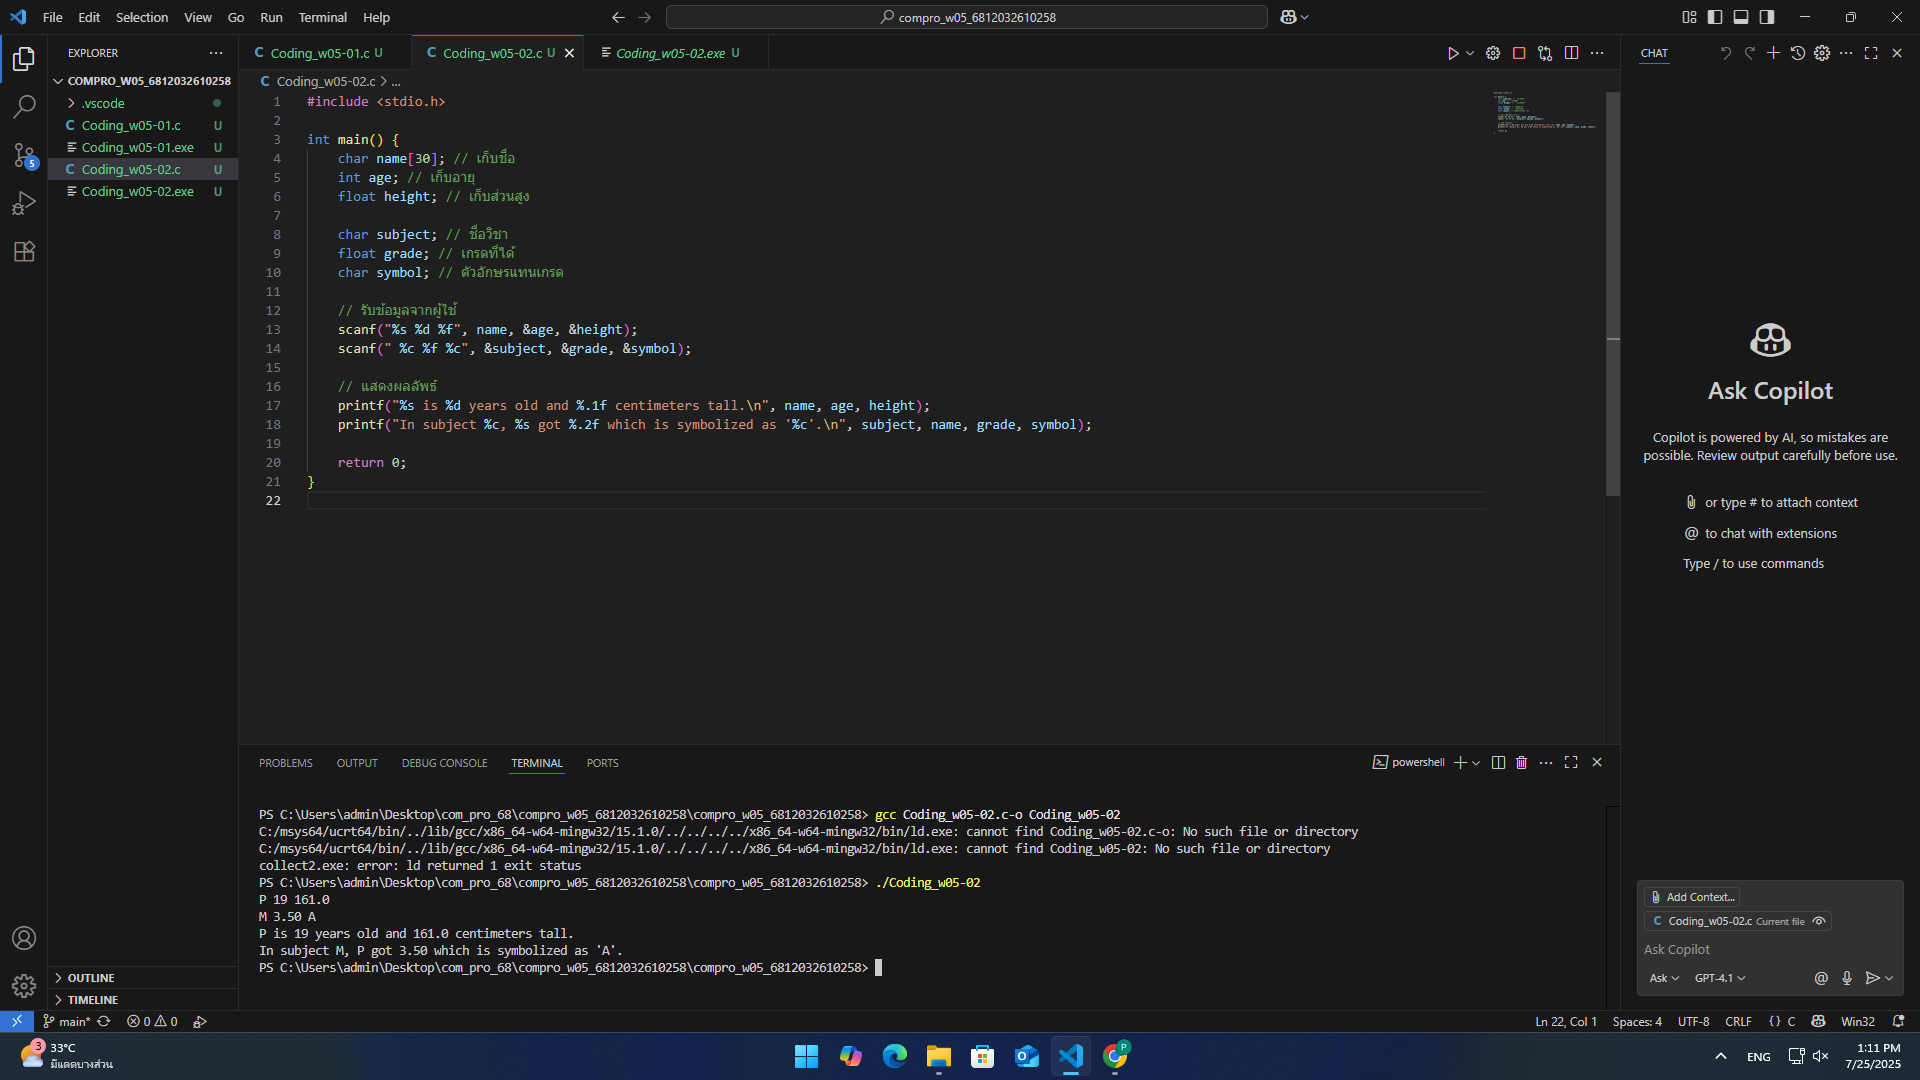 File Edit Selection View Go Run Terminal Help
compro_w05_6812032610258
EXPLORER
COMPRO_W05_6812032610258
.vscode
Coding_w05-01.c U
Coding_w05-01.exe U
Coding_w05-02.c U
Coding_w05-02.exe U
5
OUTLINE
TIMELINE
Coding_w05-01.c U
Coding_w05-02.c U
Coding_w05-02.exe U
Coding_w05-02.c > ...
1 #include <stdio.h>
2
3 int main() {
4 char name[30]; // เก็บชื่อ
5 int age; // เก็บอายุ
6 float height; // เก็บส่วนสูง
7
8 char subject; // ชื่อวิชา
9 float grade; // เกรดที่ได้
10 char symbol; // ตัวอักษรแทนเกรด
11
12 // รับข้อมูลจากผู้ใช้
13 scanf("%s %d %f", name, &age, &height);
14 scanf(" %c %f %c", &subject, &grade, &symbol);
15
16 // แสดงผลลัพธ์
17 printf("%s is %d years old and %.1f centimeters tall.\n", name, age, height);
18 printf("In subject %c, %s got %.2f which is symbolized as '%c'.\n", subject, name, grade, symbol);
19
20 return 0;
21 }
22
PROBLEMS OUTPUT DEBUG CONSOLE TERMINAL PORTS
powershell
PS C:\Users\admin\Desktop\com_pro_68\compro_w05_6812032610258\compro_w05_6812032610258> gcc Coding_w05-02.c-o Coding_w05-02
C:/msys64/ucrt64/bin/../lib/gcc/x86_64-w64-mingw32/15.1.0/../../../../x86_64-w64-mingw32/bin/ld.exe: cannot find Coding_w05-02.c-o: No such file or directory
C:/msys64/ucrt64/bin/../lib/gcc/x86_64-w64-mingw32/15.1.0/../../../../x86_64-w64-mingw32/bin/ld.exe: cannot find Coding_w05-02: No such file or directory
collect2.exe: error: ld returned 1 exit status
PS C:\Users\admin\Desktop\com_pro_68\compro_w05_6812032610258\compro_w05_6812032610258> ./Coding_w05-02
P 19 161.0
M 3.50 A
P is 19 years old and 161.0 centimeters tall.
In subject M, P got 3.50 which is symbolized as 'A'.
PS C:\Users\admin\Desktop\com_pro_68\compro_w05_6812032610258\compro_w05_6812032610258>
CHAT
Ask Copilot
Copilot is powered by AI, so mistakes are
possible. Review output carefully before use.
or type # to attach context
@ to chat with extensions
Type / to use commands
Add Context...
Coding_w05-02.c Current file
Ask Copilot
Ask GPT-4.1
main* 0 0
Ln 22, Col 1 Spaces: 4 UTF-8 CRLF {} C Win32
3
33°C
มีแดดบางส่วน
P
ENG
1:11 PM
7/25/2025